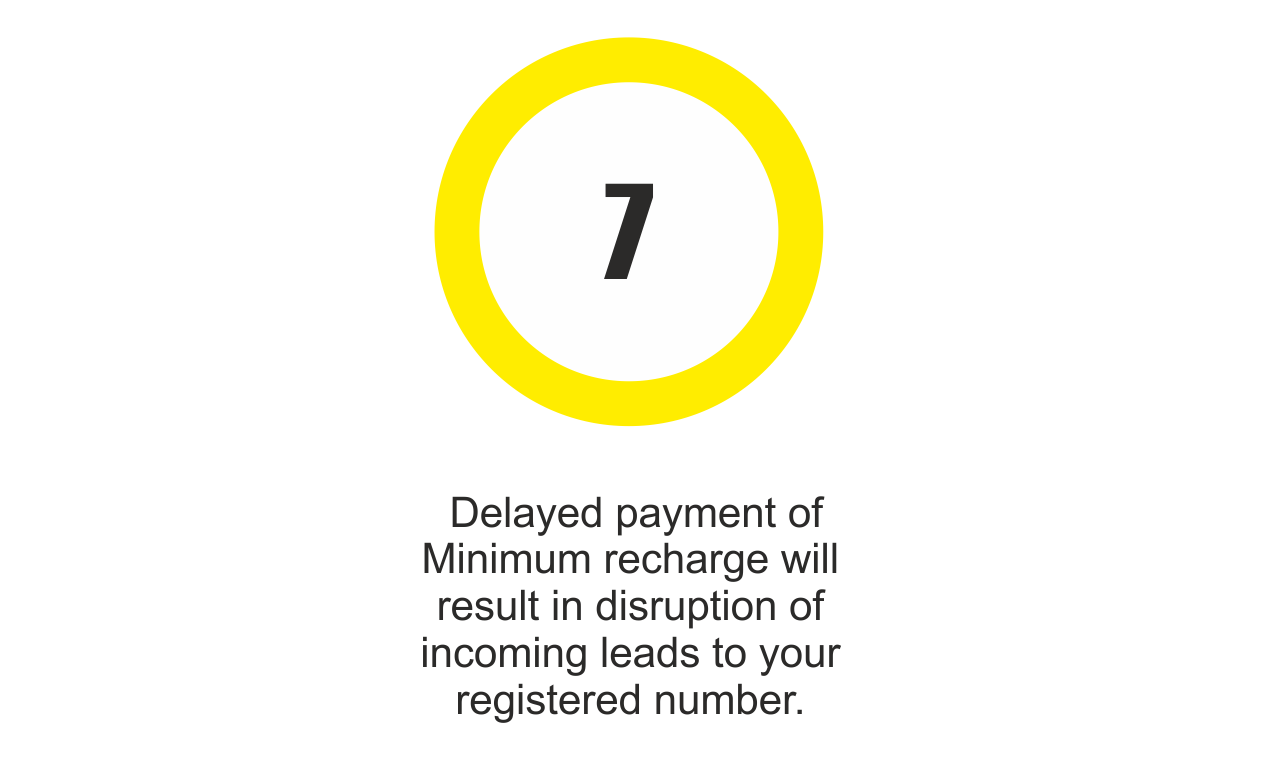 7
Delayed payment of
Minimum recharge will
result in disruption of
incoming leads to your
registered number.